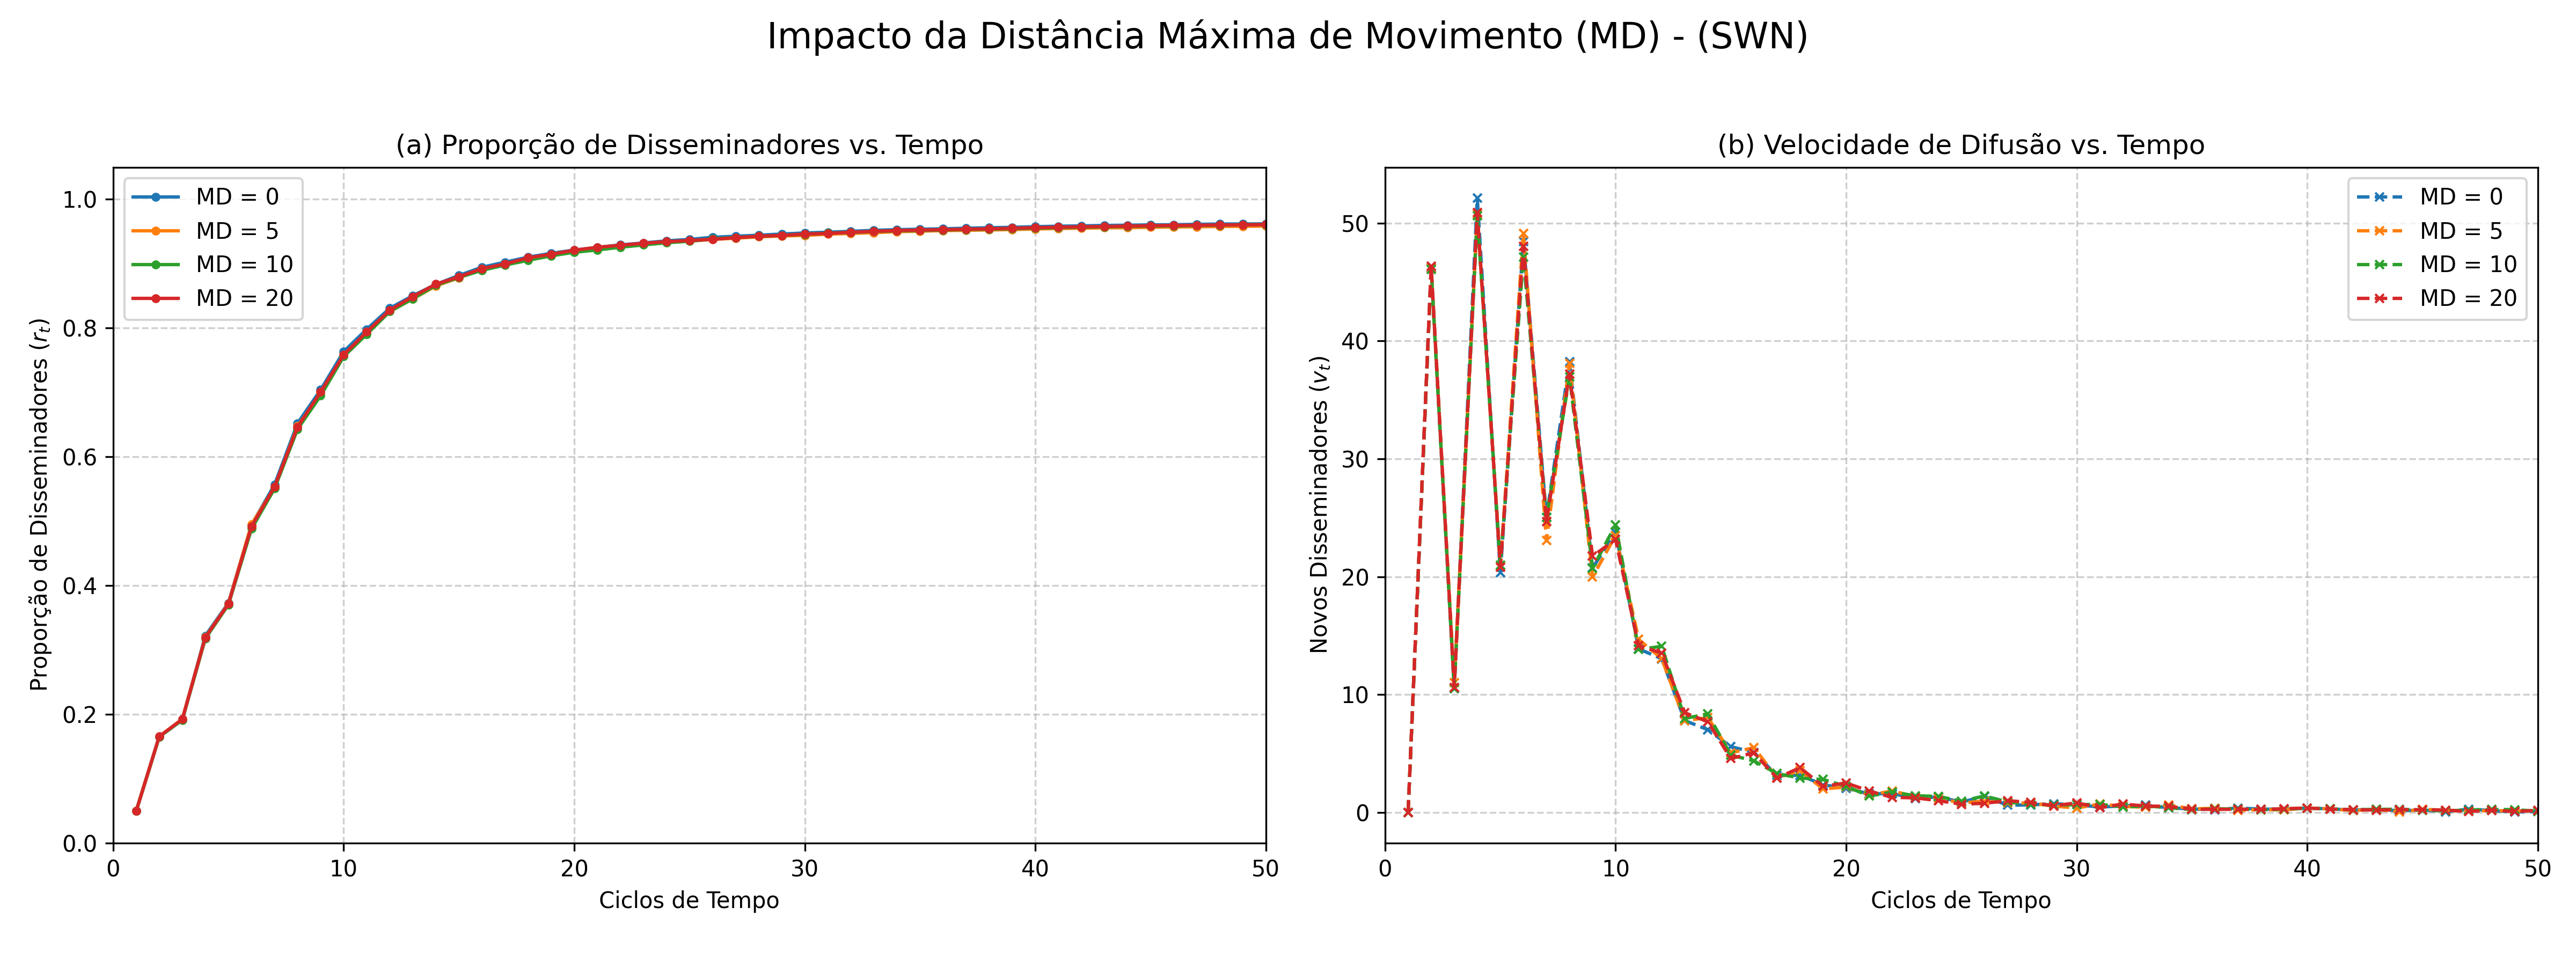 Impacto da Distância Máxima de Movimento (MD) - (SWN)
(a) Proporção de Disseminadores vs. Tempo
MD = 0
MD = 5
MD = 10
MD = 20
Proporção de Disseminadores (r_t)
1.0
0.8
0.6
0.4
0.2
0.0
0 10 20 30 40 50
Ciclos de Tempo
(b) Velocidade de Difusão vs. Tempo
MD = 0
MD = 5
MD = 10
MD = 20
Novos Disseminadores (v_t)
50
40
30
20
10
0
0 10 20 30 40 50
Ciclos de Tempo